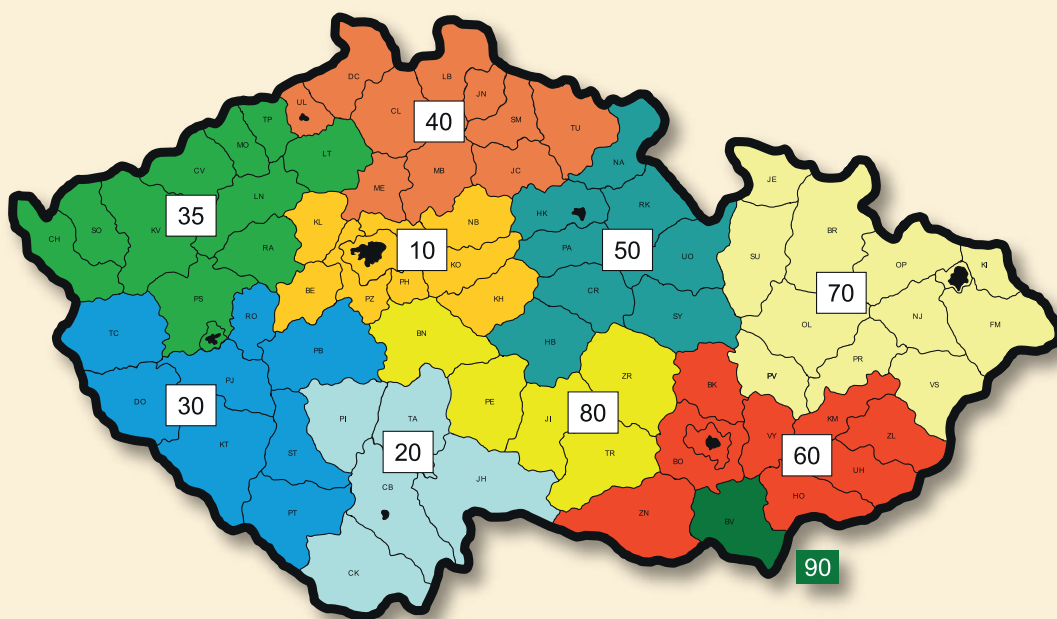 DC
LB
JN
UL
CL
40
TP
SM
TU
MO
LT
NA
CV
MB
JC
JE
ME
LN
35
HK
RK
KL
NB
SO
KV
BR
CH
RA
10
PA
50
UO
SU
KO
OP
KI
PH
BE
CR
70
PS
PZ
KH
RO
SY
NJ
OL
FM
TC
BN
HB
PB
PR
PV
ZR
PJ
BK
VS
DO
30
PE
80
PI
TA
JI
KM
VY
ZL
KT
20
ST
TR
60
BO
UH
JH
CB
HO
PT
ZN
BV
90
CK